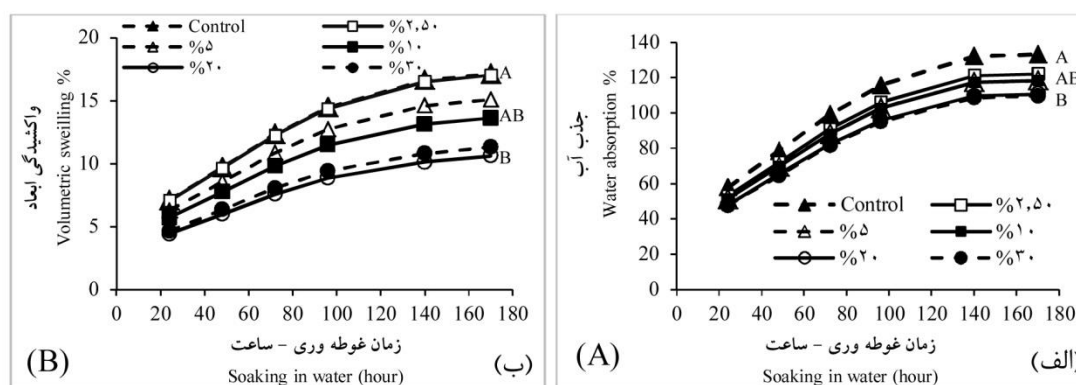 Control
%۲,۵۰
%۵
%۱۰
%۲۰
%۳۰
واکشیدگی ابعاد
Volumetric sweilling %
20
15
10
5
0
A
AB
B
0 20 40 60 80 100 120 140 160 180
زمان غوطه وری – ساعت
(B)
(ب)
Soaking in water (hour)
جذب آب
Water absorption %
140
120
100
80
60
40
20
0
A
AB
B
Control
%۲,۵۰
%۵
%۱۰
%۲۰
%۳۰
0 20 40 60 80 100 120 140 160 180
زمان غوطه وری – ساعت
(A)
(الف)
Soaking in water (hour)